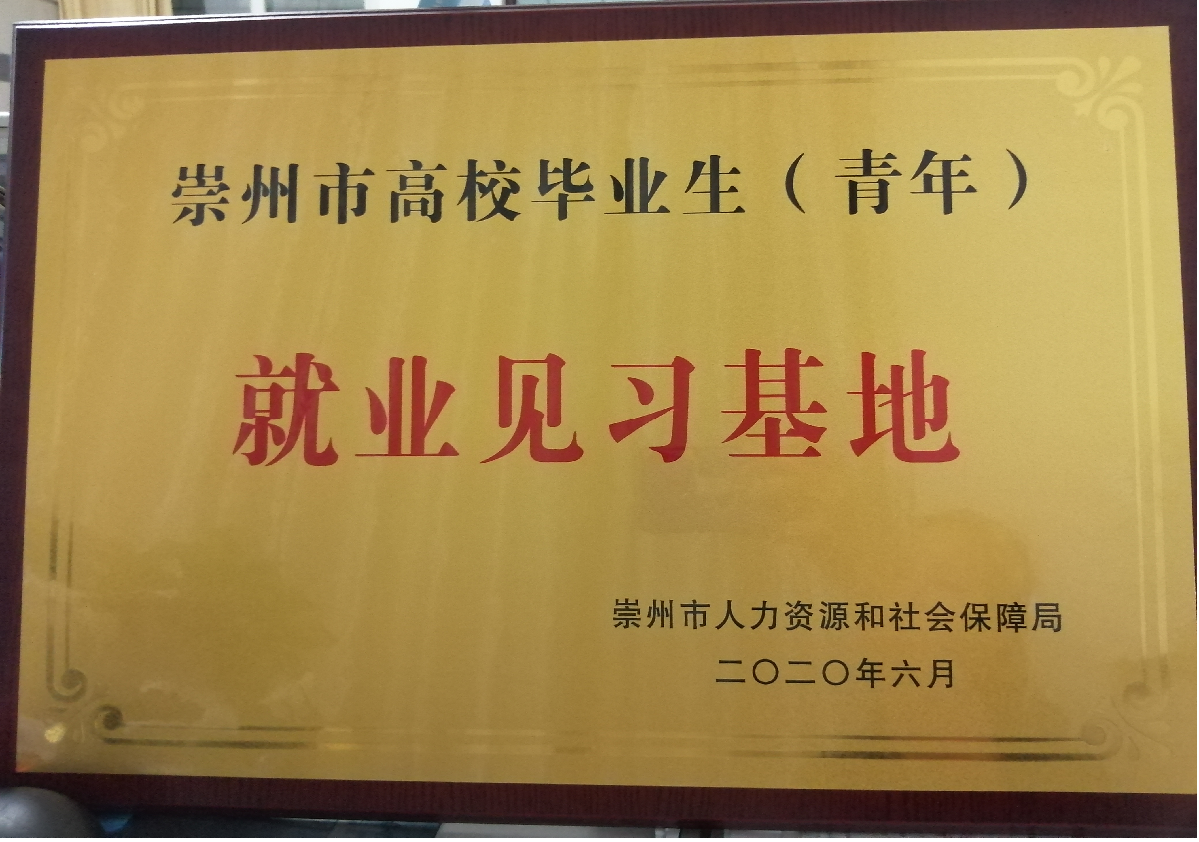 崇州市高校毕业生（青年）
就业见习基地
崇州市人力资源和社会保障局
二〇二〇年六月